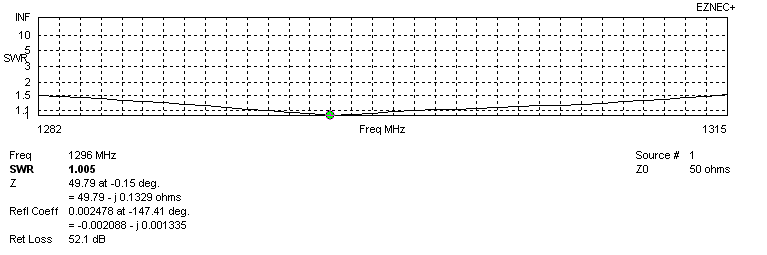 EZNEC+
INF
10
5
SWR
3
2
1.5
1.1
1282
Freq MHz
1315
Freq 1296 MHz Source # 1
SWR 1.005 Z0 50 ohms
Z 49.79 at -0.15 deg.
= 49.79 - j 0.1329 ohms
Refl Coeff 0.002478 at -147.41 deg.
= -0.002088 - j 0.001335
Ret Loss 52.1 dB